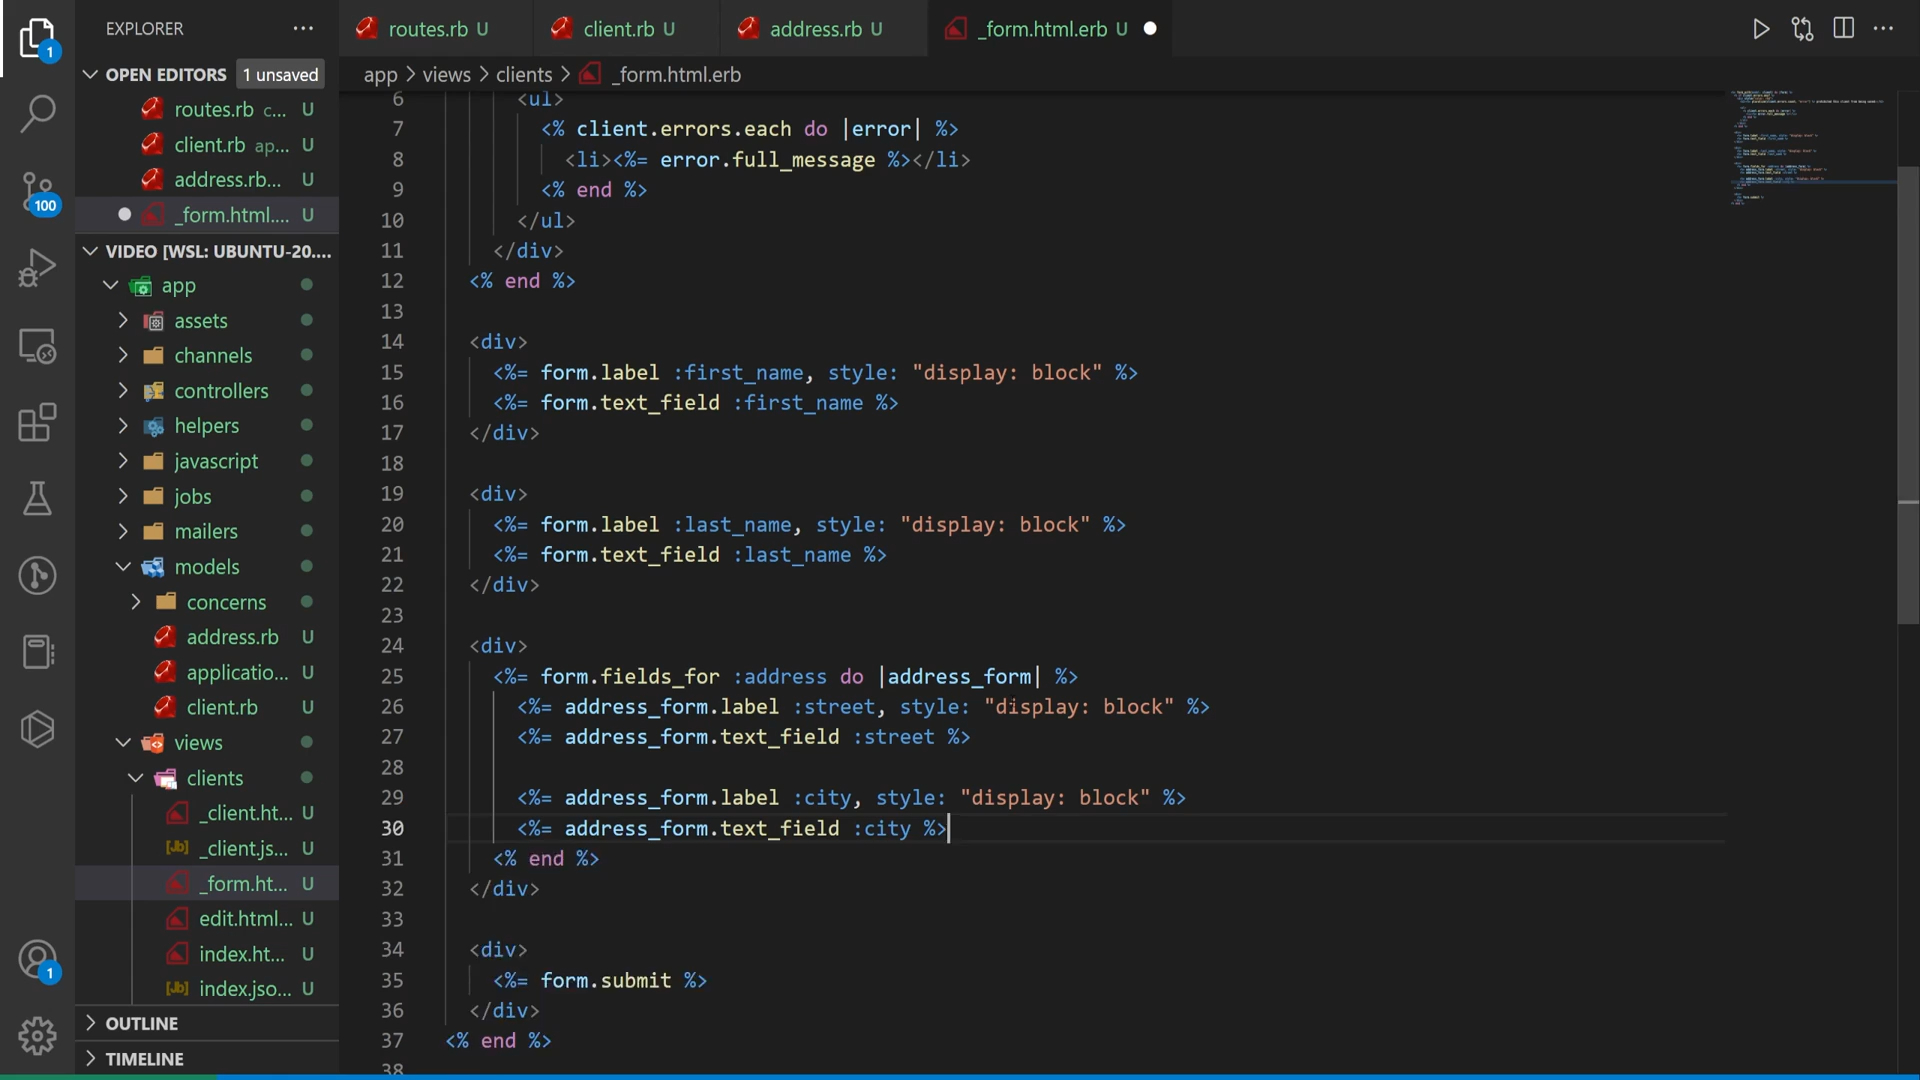 EXPLORER
OPEN EDITORS 1 unsaved
routes.rb c... U
client.rb ap... U
address.rb... U
_form.html.... U
VIDEO [WSL: UBUNTU-20....
app
assets
channels
controllers
helpers
javascript
jobs
mailers
models
concerns
address.rb U
applicatio... U
client.rb U
views
clients
_client.ht... U
_client.js... U
_form.ht... U
edit.html... U
index.ht... U
index.jso... U
OUTLINE
TIMELINE
1
100
1
routes.rb U
client.rb U
address.rb U
_form.html.erb U
app > views > clients > _form.html.erb
6 <ul>
7 <% client.errors.each do |error| %>
8 <li><%= error.full_message %></li>
9 <% end %>
10 </ul>
11 </div>
12 <% end %>
13
14 <div>
15 <%= form.label :first_name, style: "display: block" %>
16 <%= form.text_field :first_name %>
17 </div>
18
19 <div>
20 <%= form.label :last_name, style: "display: block" %>
21 <%= form.text_field :last_name %>
22 </div>
23
24 <div>
25 <%= form.fields_for :address do |address_form| %>
26 <%= address_form.label :street, style: "display: block" %>
27 <%= address_form.text_field :street %>
28
29 <%= address_form.label :city, style: "display: block" %>
30 <%= address_form.text_field :city %>
31 <% end %>
32 </div>
33
34 <div>
35 <%= form.submit %>
36 </div>
37 <% end %>
38